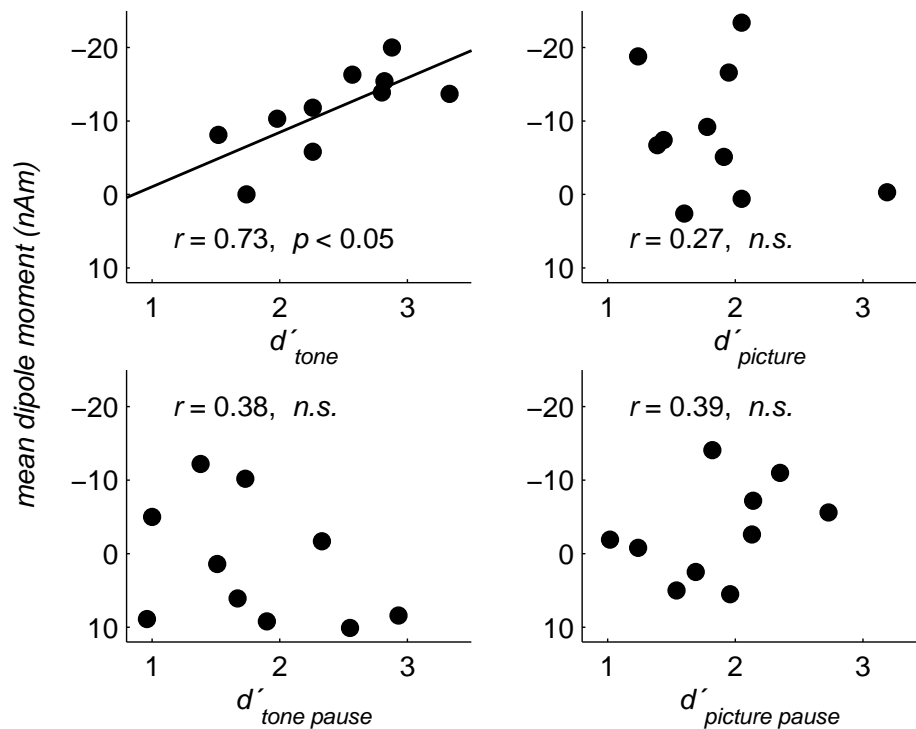 mean dipole moment (nAm)
−20
−10
0
10
r = 0.73, p < 0.05
1 2 3
d´ tone
−20
−10
0
10
r = 0.27, n.s.
1 2 3
d´ picture
r = 0.38, n.s.
−20
−10
0
10
1 2 3
d´ tone pause
r = 0.39, n.s.
−20
−10
0
10
1 2 3
d´ picture pause